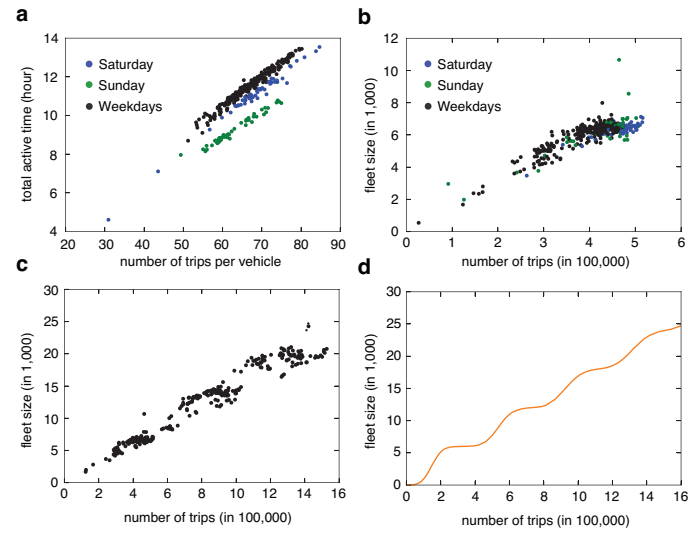 a
14
12
10
8
6
4
total active time (hour)
Saturday
Sunday
Weekdays
20 30 40 50 60 70 80 90
number of trips per vehicle
b
12
10
8
6
4
2
0
fleet size (in 1,000)
Saturday
Sunday
Weekdays
0 1 2 3 4 5 6
number of trips (in 100,000)
c
30
25
20
15
10
5
0
fleet size (in 1,000)
0 2 4 6 8 10 12 14 16
number of trips (in 100,000)
d
30
25
20
15
10
5
0
fleet size (in 1,000)
0 2 4 6 8 10 12 14 16
number of trips (in 100,000)